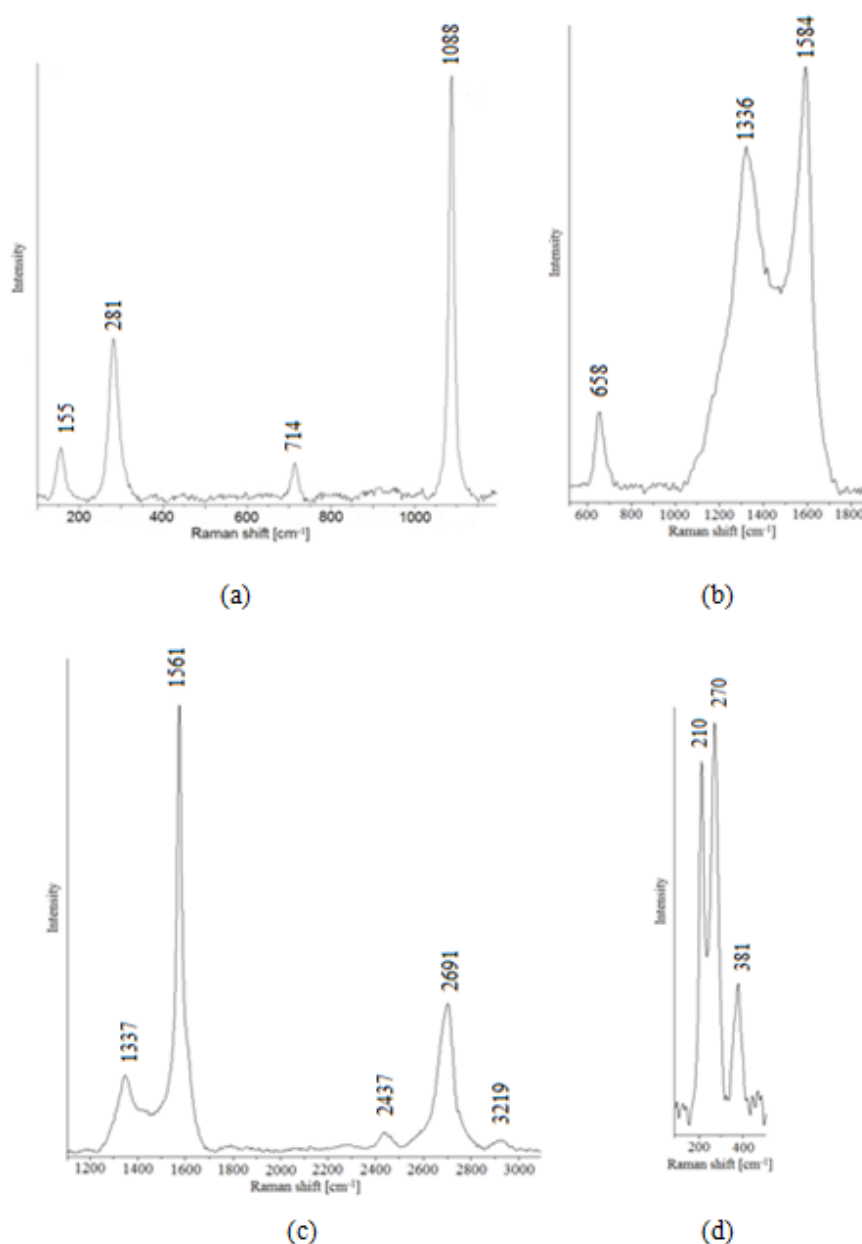 1088
281
155
714
Intensity
200 400 600 800 1000
Raman shift [cm-1]
(a)
1584
1336
658
Intensity
600 800 1000 1200 1400 1600 1800
Raman shift [cm-1]
(b)
1561
1337
2691
2437
3219
Intensity
1200 1400 1600 1800 2000 2200 2400 2600 2800 3000
Raman shift [cm-1]
(c)
270
210
381
Intensity
200 400
Raman shift [cm-1]
(d)